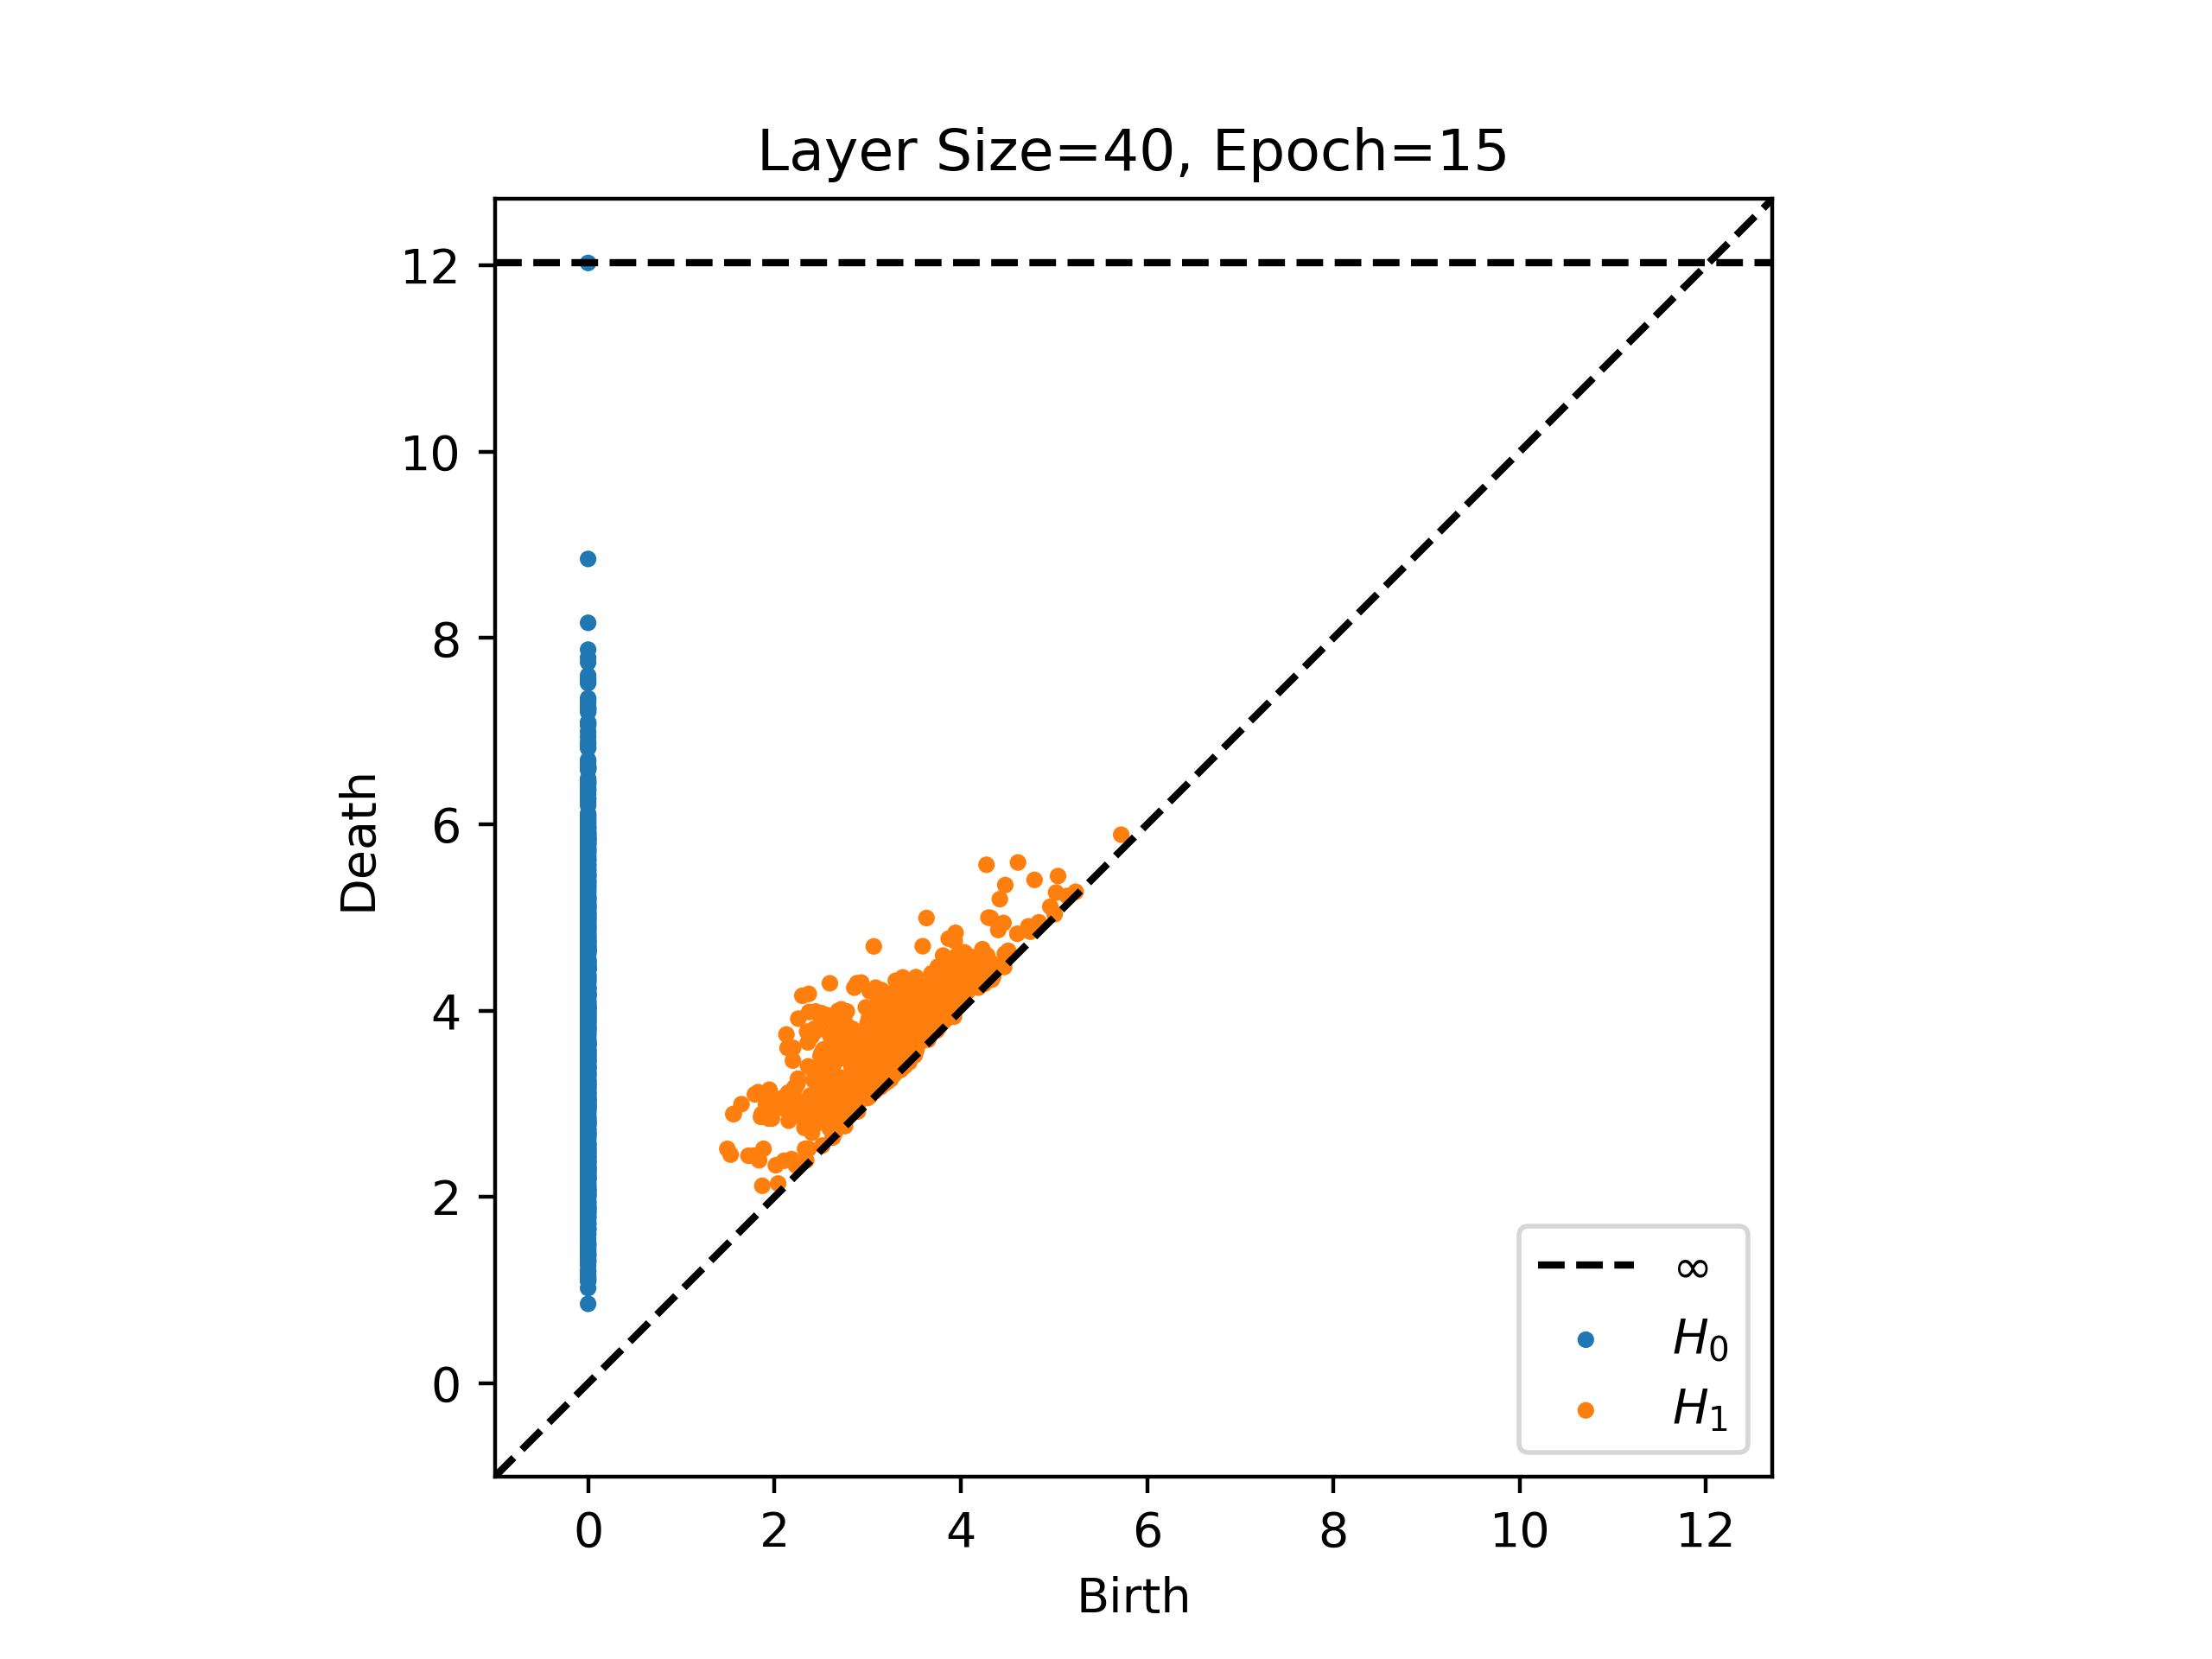 Layer Size=40, Epoch=15
12
10
8
6
4
2
0
Death
0 2 4 6 8 10 12
Birth
∞
H₀
H₁